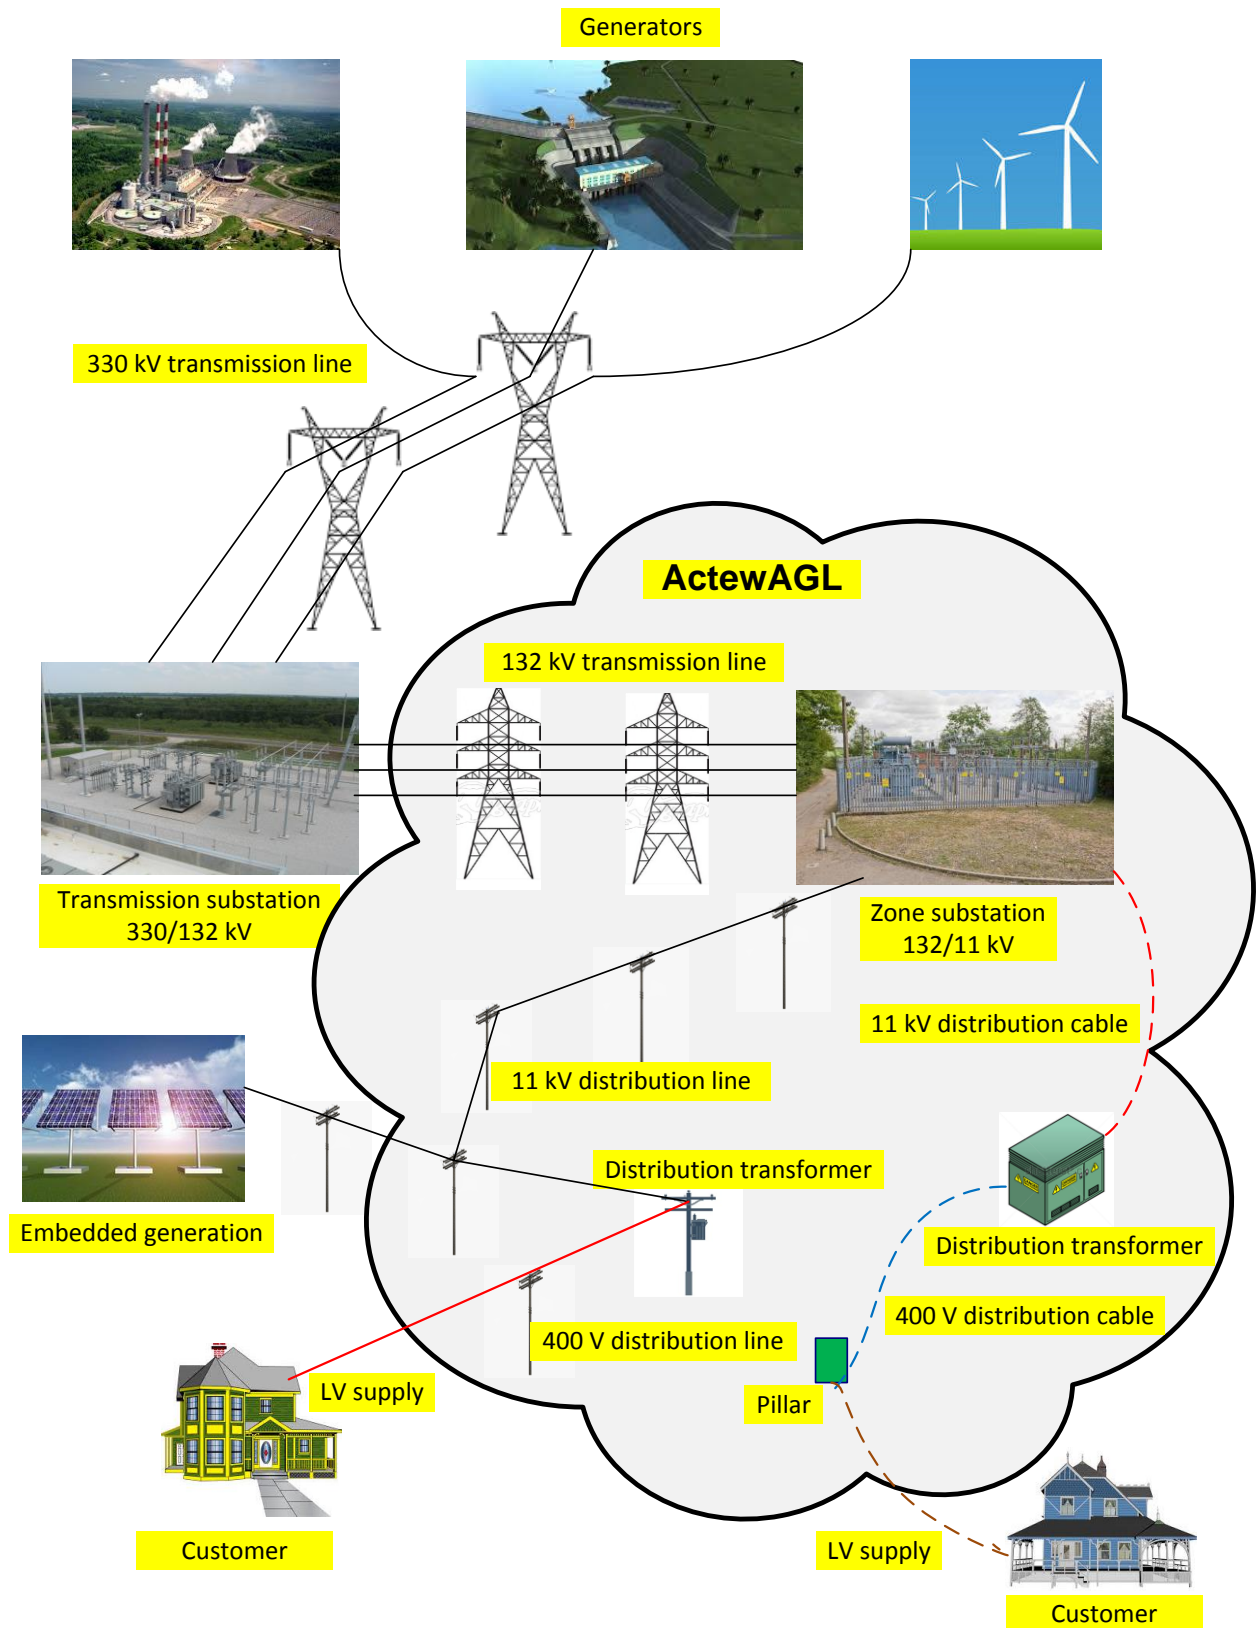 Generators
330 kV transmission line
ActewAGL
132 kV transmission line
Transmission substation
330/132 kV
Zone substation
132/11 kV
11 kV distribution cable
11 kV distribution line
Distribution transformer
Embedded generation
Distribution transformer
400 V distribution cable
400 V distribution line
LV supply
Pillar
Customer
LV supply
Customer